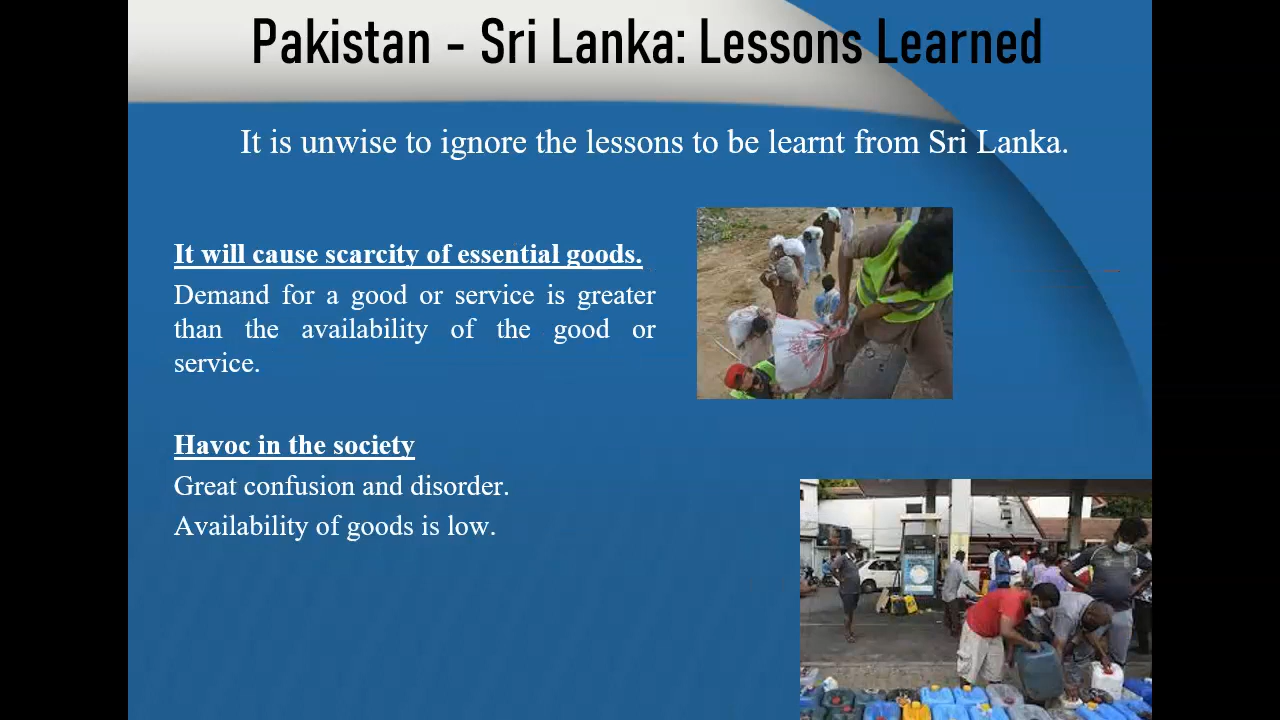 Pakistan - Sri Lanka: Lessons Learned
It is unwise to ignore the lessons to be learnt from Sri Lanka.
It will cause scarcity of essential goods.
Demand for a good or service is greater
than the availability of the good or
service.
Havoc in the society
Great confusion and disorder.
Availability of goods is low.